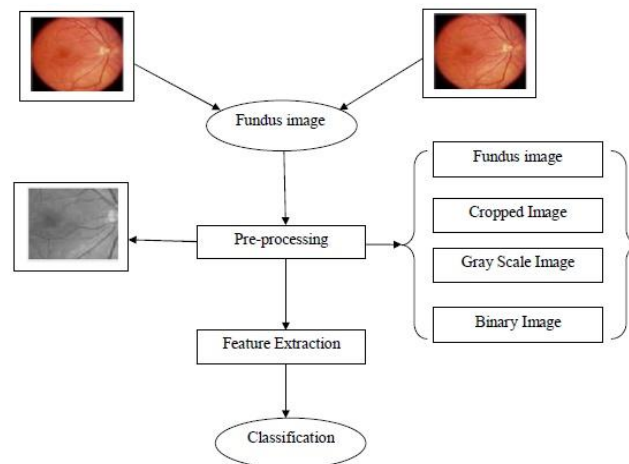 Fundus image
Fundus image
Cropped Image
Pre-processing
Gray Scale Image
Binary Image
Feature Extraction
Classification